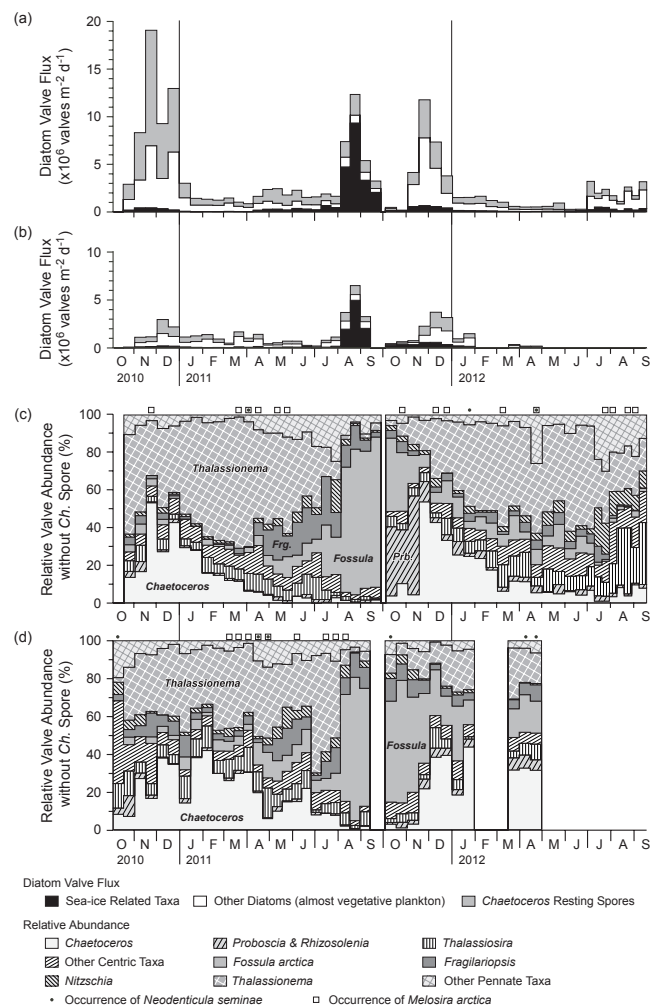 (a)
Diatom Valve Flux
(x10⁶ valves m⁻² d⁻¹)
20
15
10
5
0
(b)
Diatom Valve Flux
(x10⁶ valves m⁻² d⁻¹)
10
5
0
O N D J F M A M J J A S O N D J F M A M J J A S
2010 2011 2012
(c)
Relative Valve Abundance
without Ch. Spore (%)
100
80
60
40
20
0
Thalassionema
Frg.
Fossula
Prb.
Chaetoceros
O N D J F M A M J J A S O N D J F M A M J J A S
(d)
Relative Valve Abundance
without Ch. Spore (%)
100
80
60
40
20
0
Thalassionema
Fossula
Chaetoceros
O N D J F M A M J J A S O N D J F M A M J J A S
2010 2011 2012
Diatom Valve Flux
Sea-ice Related Taxa Other Diatoms (almost vegetative plankton) Chaetoceros Resting Spores
Relative Abundance
Chaetoceros Proboscia & Rhizosolenia Thalassiosira
Other Centric Taxa Fossula arctica Fragilariopsis
Nitzschia Thalassionema Other Pennate Taxa
Occurrence of Neodenticula seminae Occurrence of Melosira arctica